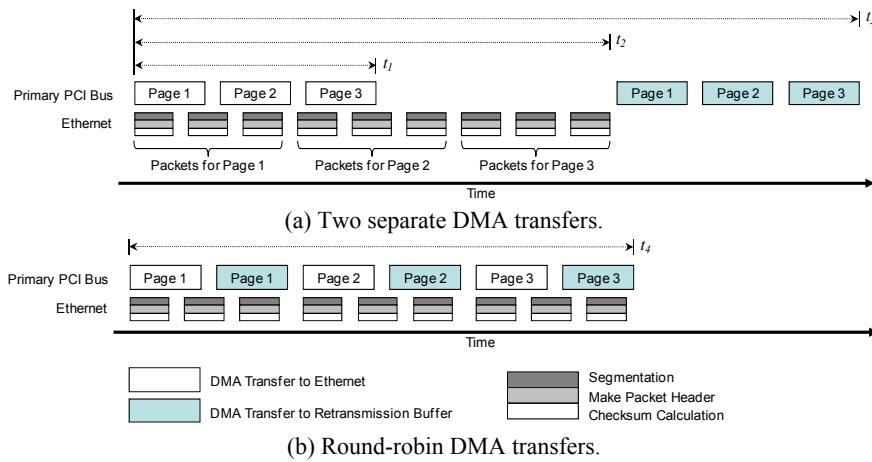 t
t2
t1
Primary PCI Bus
Page 1 Page 2 Page 3 Page 1 Page 2 Page 3
Ethernet
Packets for Page 1 Packets for Page 2 Packets for Page 3
Time
(a) Two separate DMA transfers.
t4
Primary PCI Bus
Page 1 Page 1 Page 2 Page 2 Page 3 Page 3
Ethernet
Time
DMA Transfer to Ethernet
DMA Transfer to Retransmission Buffer
Segmentation
Make Packet Header
Checksum Calculation
(b) Round-robin DMA transfers.